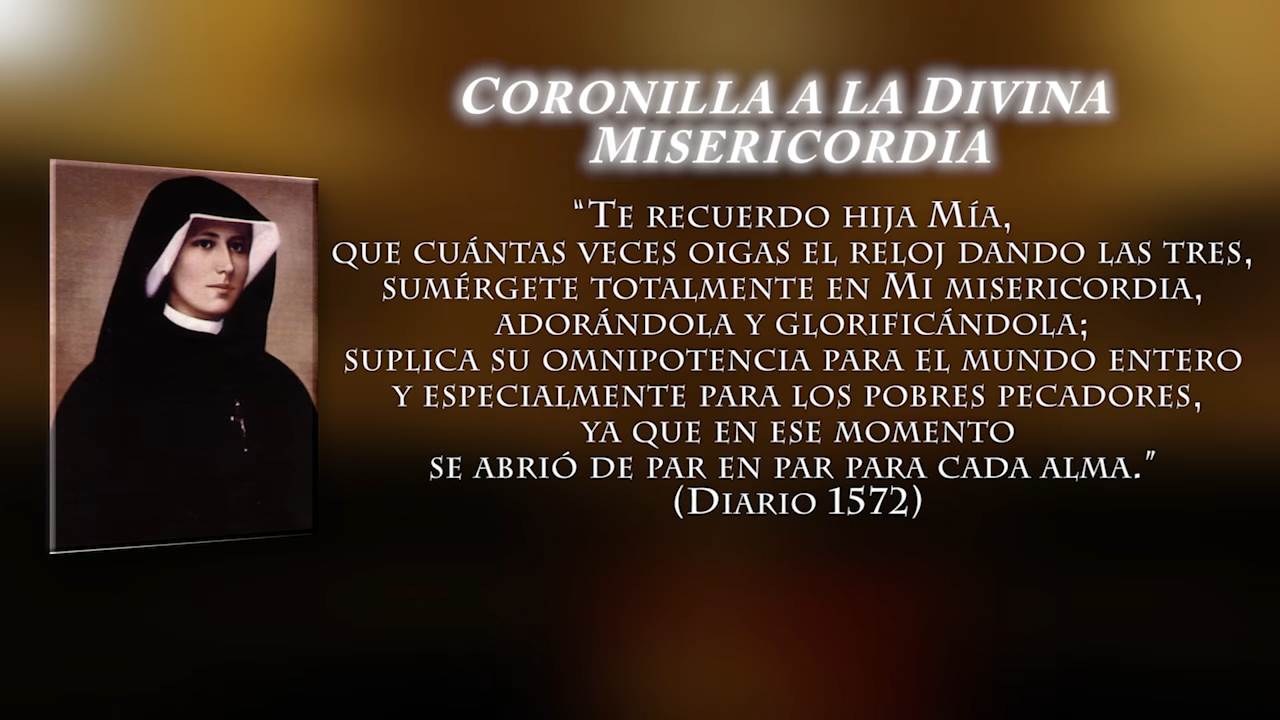 CORONILLA A LA DIVINA
MISERICORDIA
“TE RECUERDO HIJA MÍA,
QUE CUÁNTAS VECES OIGAS EL RELOJ DANDO LAS TRES,
SUMÉRGETE TOTALMENTE EN MI MISERICORDIA,
ADORÁNDOLA Y GLORIFICÁNDOLA;
SUPLICA SU OMNIPOTENCIA PARA EL MUNDO ENTERO
Y ESPECIALMENTE PARA LOS POBRES PECADORES,
YA QUE EN ESE MOMENTO
SE ABRIÓ DE PAR EN PAR PARA CADA ALMA.”
(DIARIO 1572)